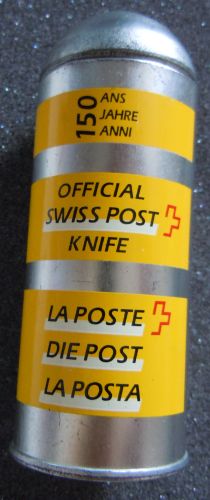 150
ANS
JAHRE
ANNI
OFFICIAL
SWISS POST
KNIFE
LA POSTE
DIE POST
LA POSTA